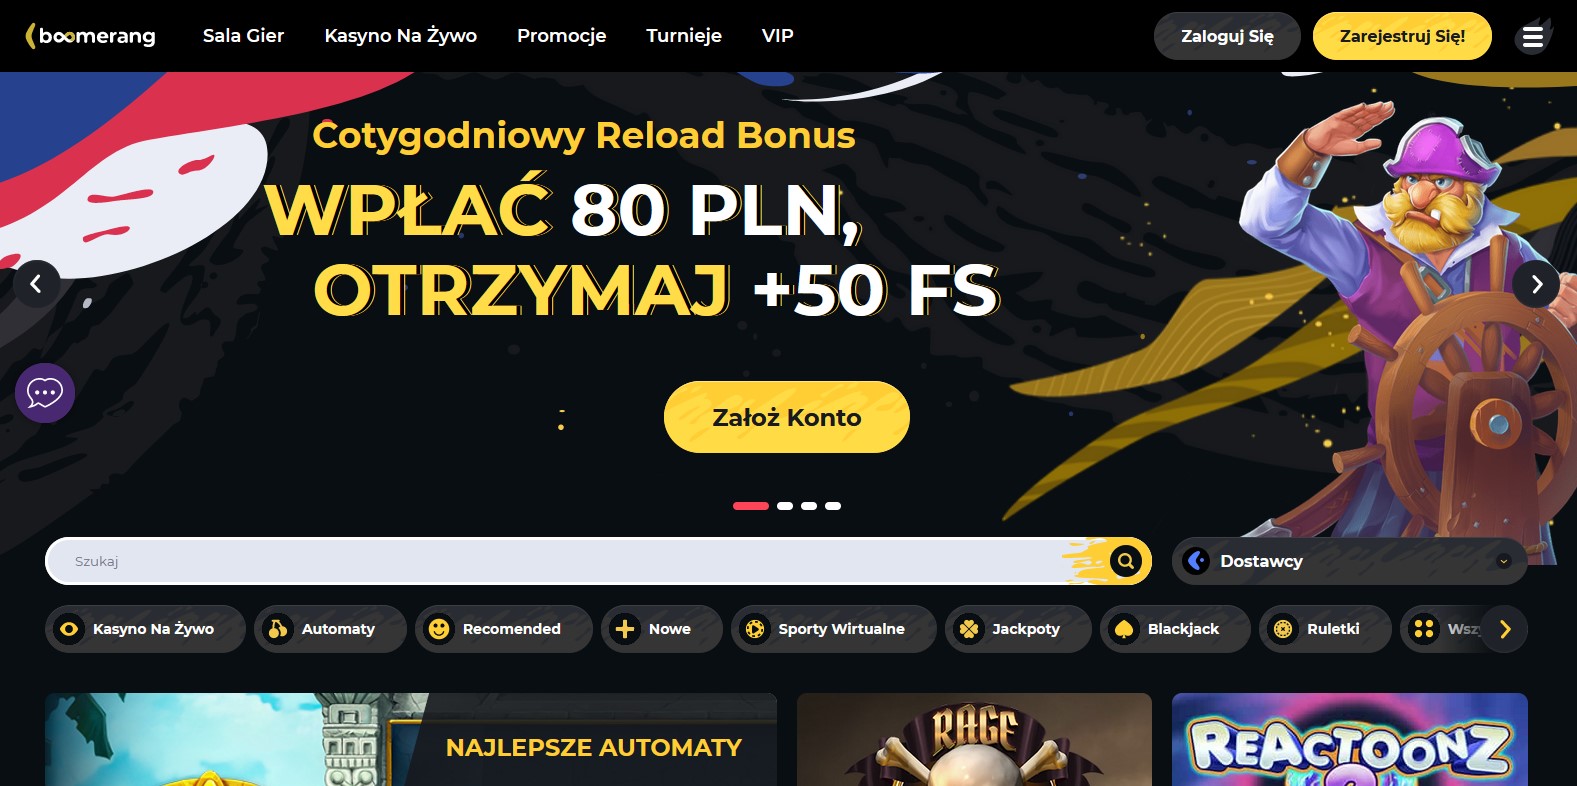 boomerang Sala Gier Kasyno Na Żywo Promocje Turnieje VIP Zaloguj Się Zarejestruj Się!
Cotygodniowy Reload Bonus
WPŁAĆ 80 PLN,
OTRZYMAJ +50 FS
Założ Konto
Szukaj Dostawcy
Kasyno Na Żywo Automaty Recomended Nowe Sporty Wirtualne Jackpoty Blackjack Ruletki
NAJLEPSZE AUTOMATY
RAGE
REACTOONZ
2